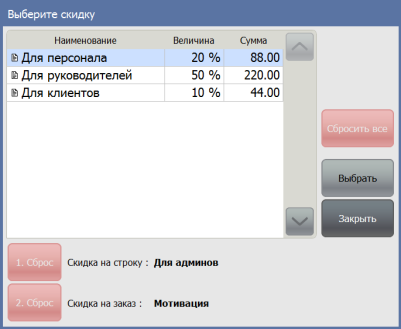 Выберите скидку
Наименование Величина Сумма
Для персонала 20 % 88.00
Для руководителей 50 % 220.00
Для клиентов 10 % 44.00
Сбросить все
Выбрать
Закрыть
1. Сброс Скидка на строку : Для админов
2. Сброс Скидка на заказ : Мотивация